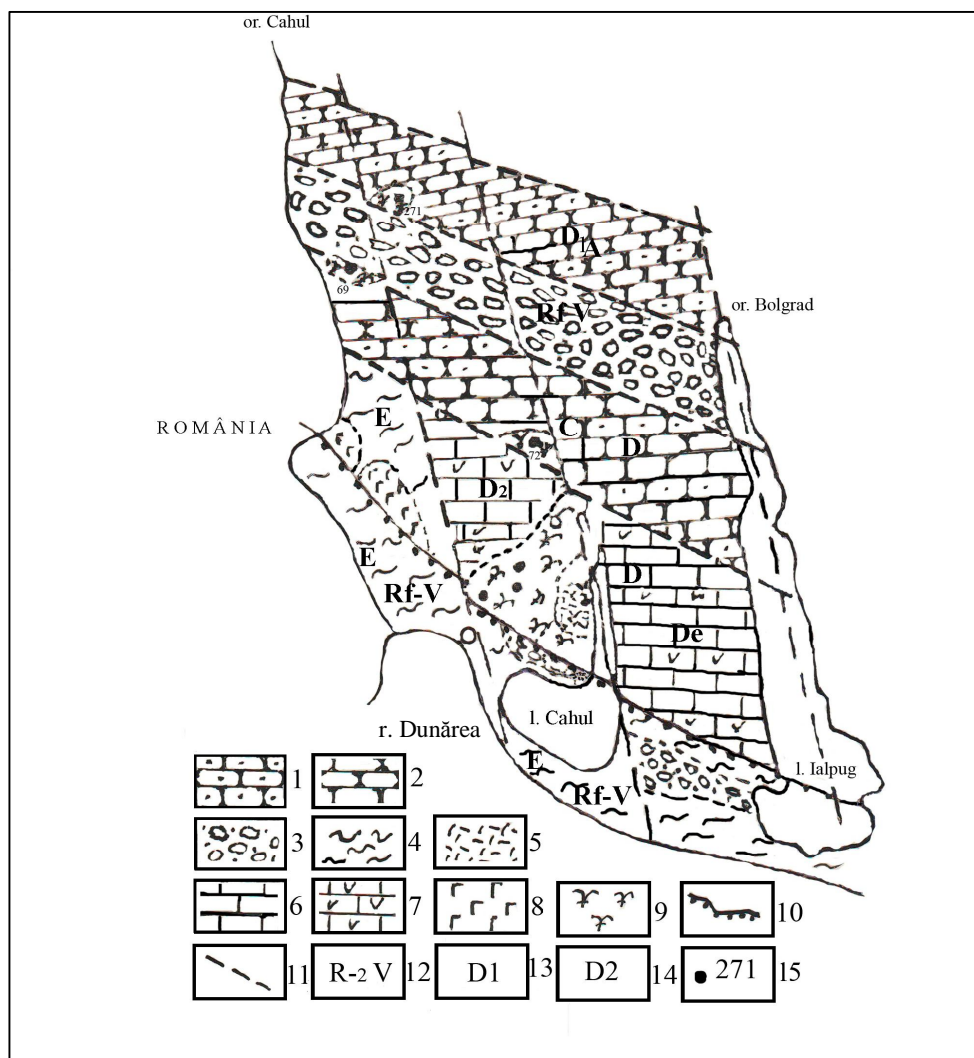 or. Cahul
271
D1A
69
Rf-V
or. Bolgrad
E
ROMÂNIA
C
D
72
D2
E
D
Rf-V
De
l. Cahul
r. Dunărea
E
l. Ialpug
Rf-V
1
2
3
4
5
6
7
8
9
10
11
R-2 V 12
D1 13
D2 14
271 15